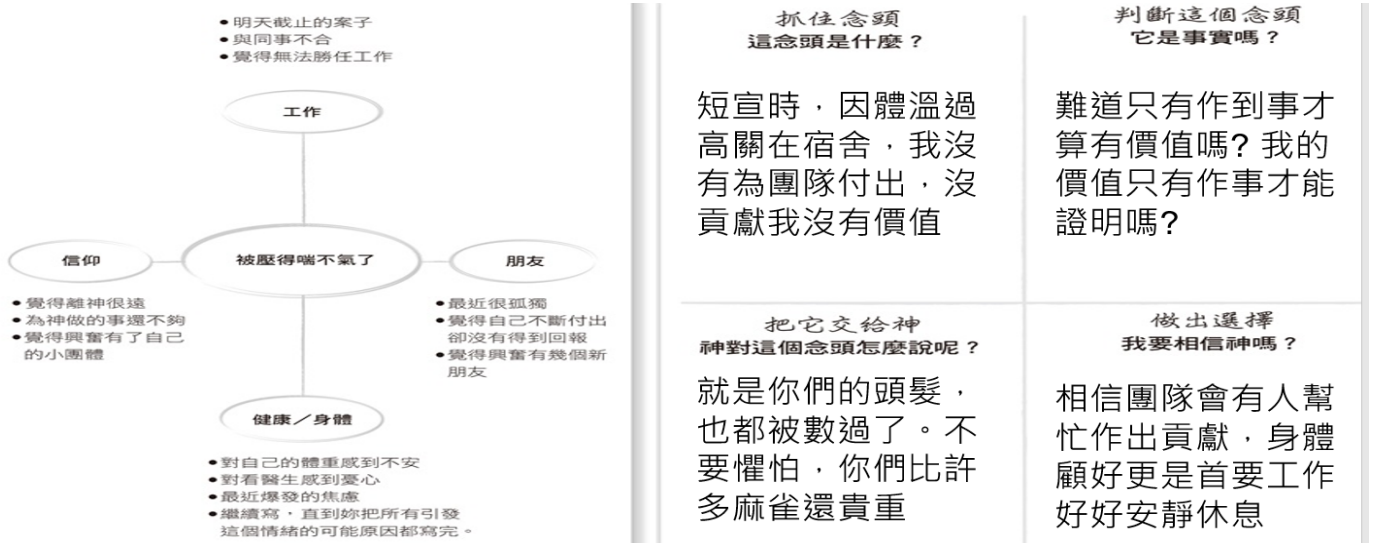 •明天截止的案子
•與同事不合
•覺得無法勝任工作
工作
信仰
被壓得喘不氣了
朋友
•覺得離神很遠
•為神做的事還不夠
•覺得興奮有了自己
的小團體
•最近很孤獨
•覺得自己不斷付出
卻沒有得到回報
•覺得興奮有幾個新
朋友
健康／身體
•對自己的體重感到不安
•對看醫生感到憂心
•最近爆發的焦慮
•繼續寫，直到妳把所有引發
這個情緒的可能原因都寫完。
抓住念頭
這念頭是什麼？
短宣時，因體溫過
高關在宿舍，我沒
有為團隊付出，沒
貢獻我沒有價值
判斷這個念頭
它是事實嗎？
難道只有作到事才
算有價值嗎? 我的
價值只有作事才能
證明嗎?
把它交给神
神對這個念頭怎麼說呢？
就是你們的頭髮，
也都被數過了。不
要懼怕，你們比許
多麻雀還貴重
做出選擇
我要相信神嗎？
相信團隊會有人幫
忙作出貢獻，身體
顧好更是首要工作
好好安靜休息